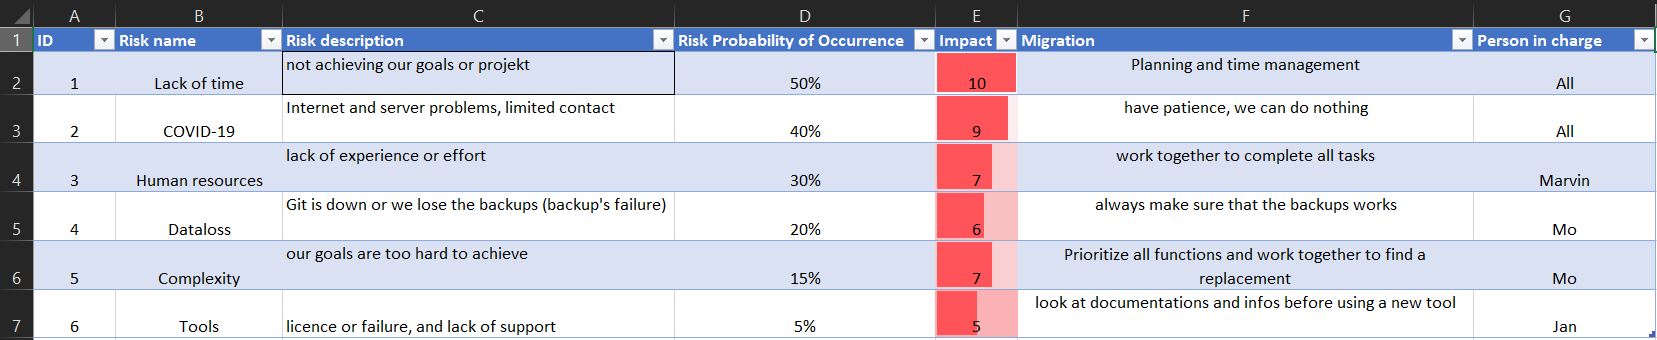 A B C D E F G
1 ID Risk name Risk description Risk Probability of Occurrence Impact Migration Person in charge
2 1 Lack of time not achieving our goals or projekt 50% 10 Planning and time management All
3 2 COVID-19 Internet and server problems, limited contact 40% 9 have patience, we can do nothing All
4 3 Human resources lack of experience or effort 30% 7 work together to complete all tasks Marvin
5 4 Dataloss Git is down or we lose the backups (backup's failure) 20% 6 always make sure that the backups works Mo
6 5 Complexity our goals are too hard to achieve 15% 7 Prioritize all functions and work together to find a
replacement Mo
7 6 Tools licence or failure, and lack of support 5% 5 look at documentations and infos before using a new tool Jan